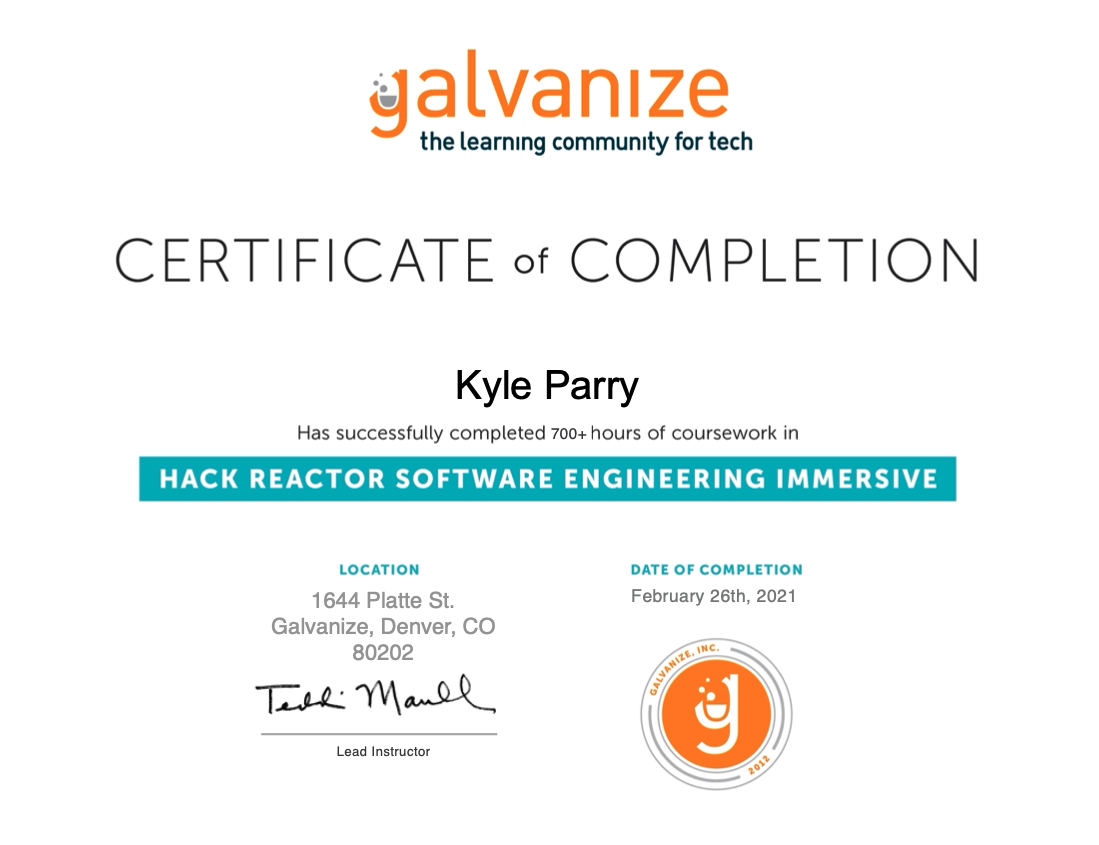 galvanize
the learning community for tech
CERTIFICATE of COMPLETION
Kyle Parry
Has successfully completed 700+ hours of coursework in
HACK REACTOR SOFTWARE ENGINEERING IMMERSIVE
LOCATION
1644 Platte St.
Galvanize, Denver, CO
80202
Lead Instructor
DATE OF COMPLETION
February 26th, 2021
GALVANIZE, INC.
g
2012